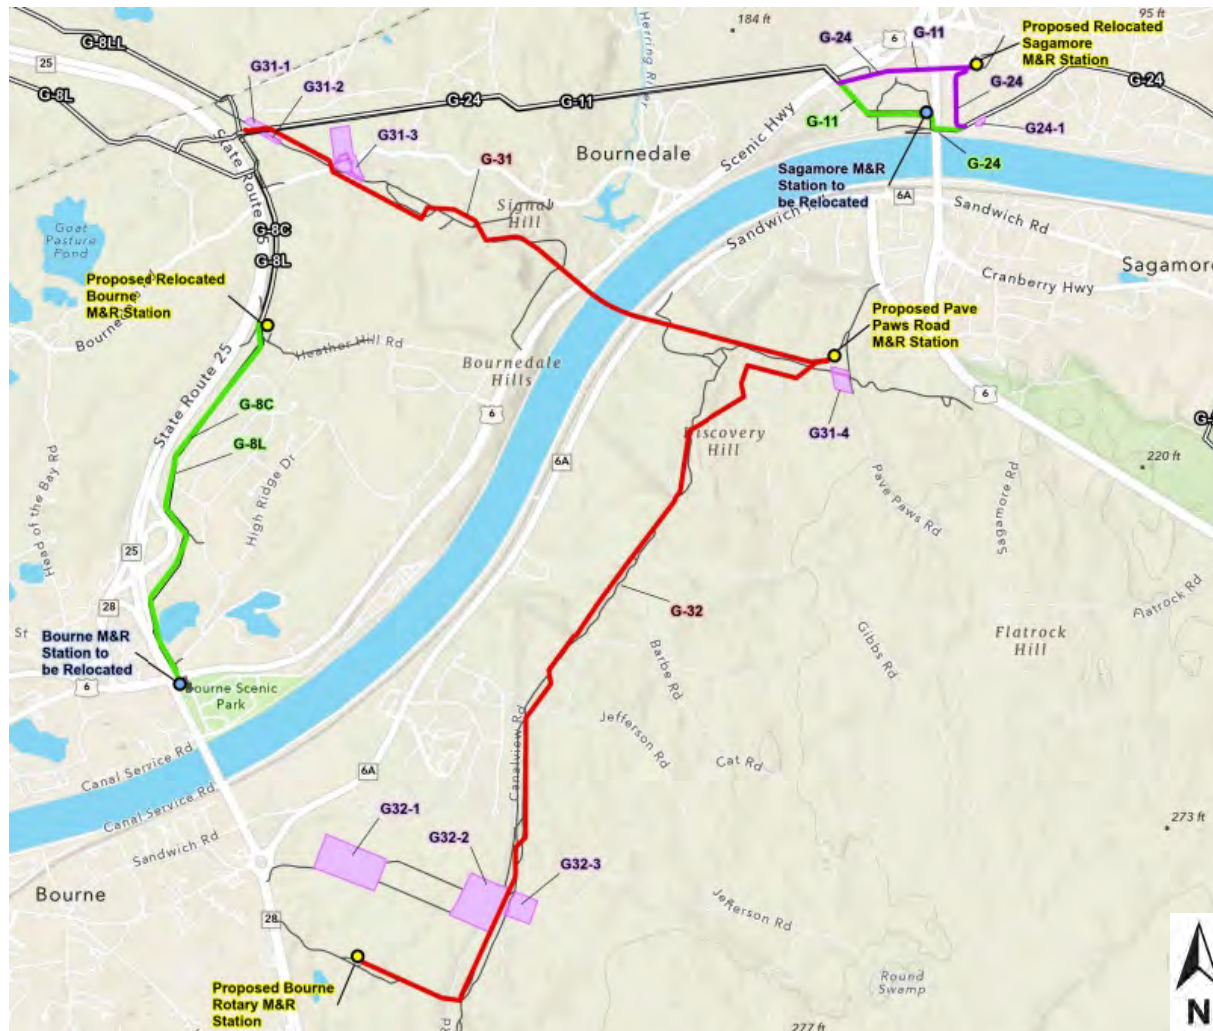 G-8LL
25
G-8L
G31-1
G31-2
G-24
G-11
Herring River
184 ft
6
G-24
G-11
95 ft
Proposed Relocated
Sagamore
M&R Station
G-24
G-24
G24-1
G-11
G-24
Scenic Hwy
G31-3
Bournedale
G-31
Signal
Hill
Sagamore M&R
Station to
be Relocated
6A
Sandwich Rd
Sandwich Rd
Cranberry Hwy
Sagamore
State Route 25
Goat
Pasture
Pond
G-8C
G-8L
Proposed Relocated
Bourne
M&R Station
Heather Hill Rd
Bournedale
Hills
6
Proposed Pave
Paws Road
M&R Station
6
G31-4
Discovery
Hill
State Route 25
G-8C
G-8L
High Ridge Dr
Head of the Bay Rd
6A
220 ft
Pave Paws Rd
Sagamore Rd
Flatrock Rd
25
28
St
Bourne M&R
Station to
be Relocated
6
Bourne Scenic
Park
G-32
Barbe Rd
Gibbs Rd
Flatrock
Hill
Jefferson Rd
Cat Rd
Canalview Rd
Canal Service Rd
Canal Service Rd
Sandwich Rd
6A
G32-1
G32-2
G32-3
273 ft
Bourne
28
Jefferson Rd
Proposed Bourne
Rotary M&R
Station
Round
Swamp
277 ft
N